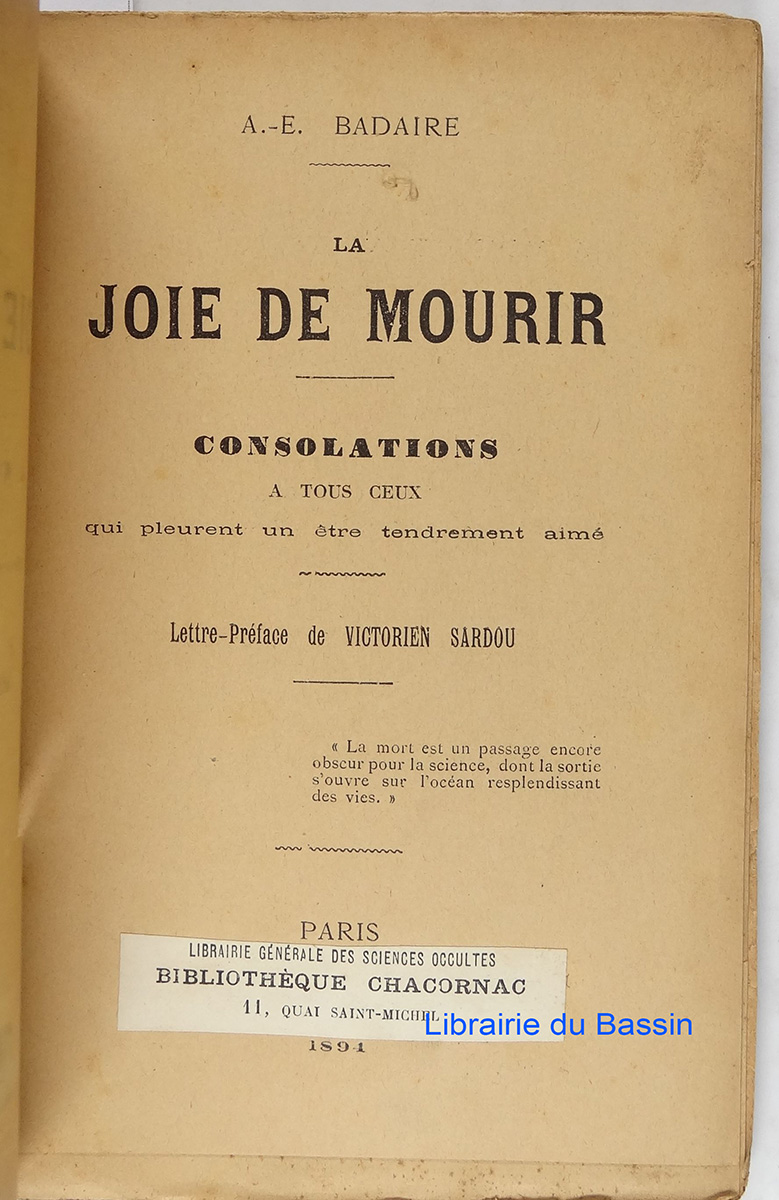 A.-E. BADAIRE
LA
JOIE DE MOURIR
CONSOLATIONS
A TOUS CEUX
qui pleurent un être tendrement aimé
Lettre-Préface de VICTORIEN SARDOU
« La mort est un passage encore
obscur pour la science, dont la sortie
s'ouvre sur l'océan resplendissant
des vies. »
PARIS
LIBRAIRIE GÉNÉRALE DES SCIENCES OCCULTES
BIBLIOTHÈQUE CHACORNAC
11, QUAI SAINT-MICHEL
Librairie du Bassin
1894